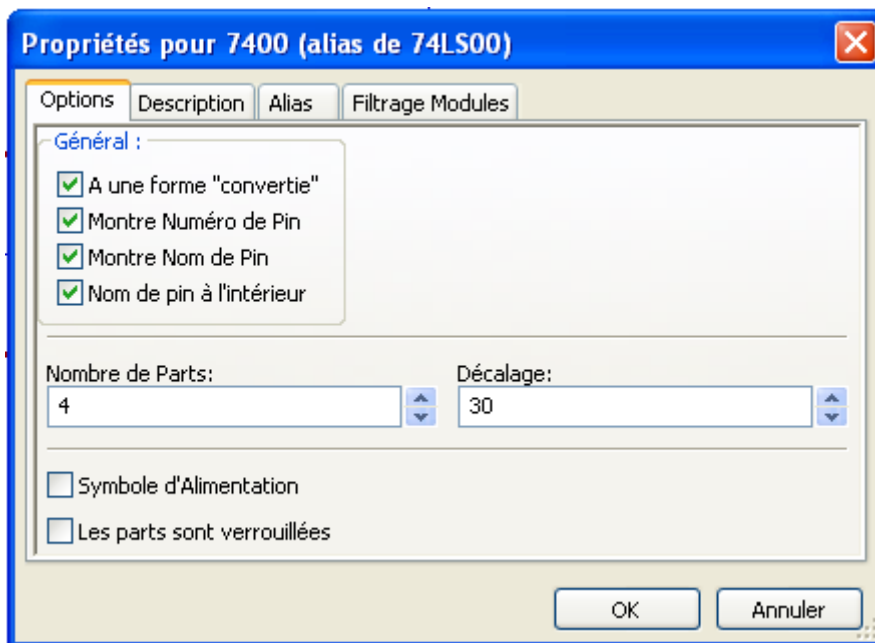 Propriétés pour 7400 (alias de 74LS00)
Options Description Alias Filtrage Modules
Général :
A une forme "convertie"
Montre Numéro de Pin
Montre Nom de Pin
Nom de pin à l'intérieur
Nombre de Parts: Décalage:
4 30
Symbole d'Alimentation
Les parts sont verrouillées
OK Annuler